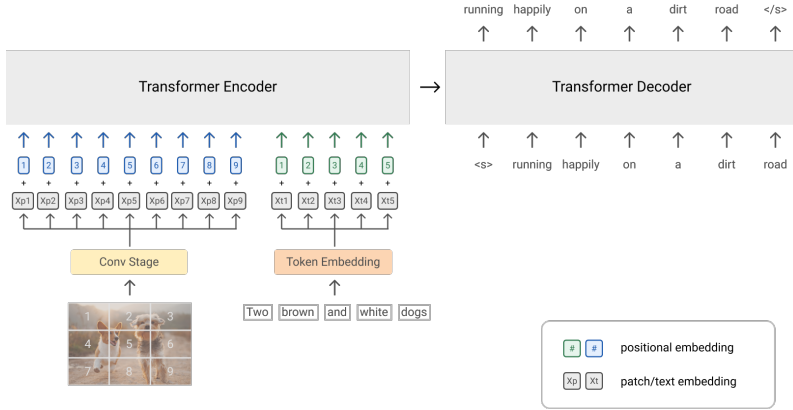 running happily on a dirt road </s>
Transformer Encoder
Transformer Decoder
1 2 3 4 5 6 7 8 9
1 2 3 4 5
+ + + + + + + + +
+ + + + +
<s> running happily on a dirt road
Xp1 Xp2 Xp3 Xp4 Xp5 Xp6 Xp7 Xp8 Xp9
Xt1 Xt2 Xt3 Xt4 Xt5
Conv Stage
Token Embedding
Two brown and white dogs
1 2 3
4 5 6
7 8 9
# # positional embedding
Xp Xt patch/text embedding